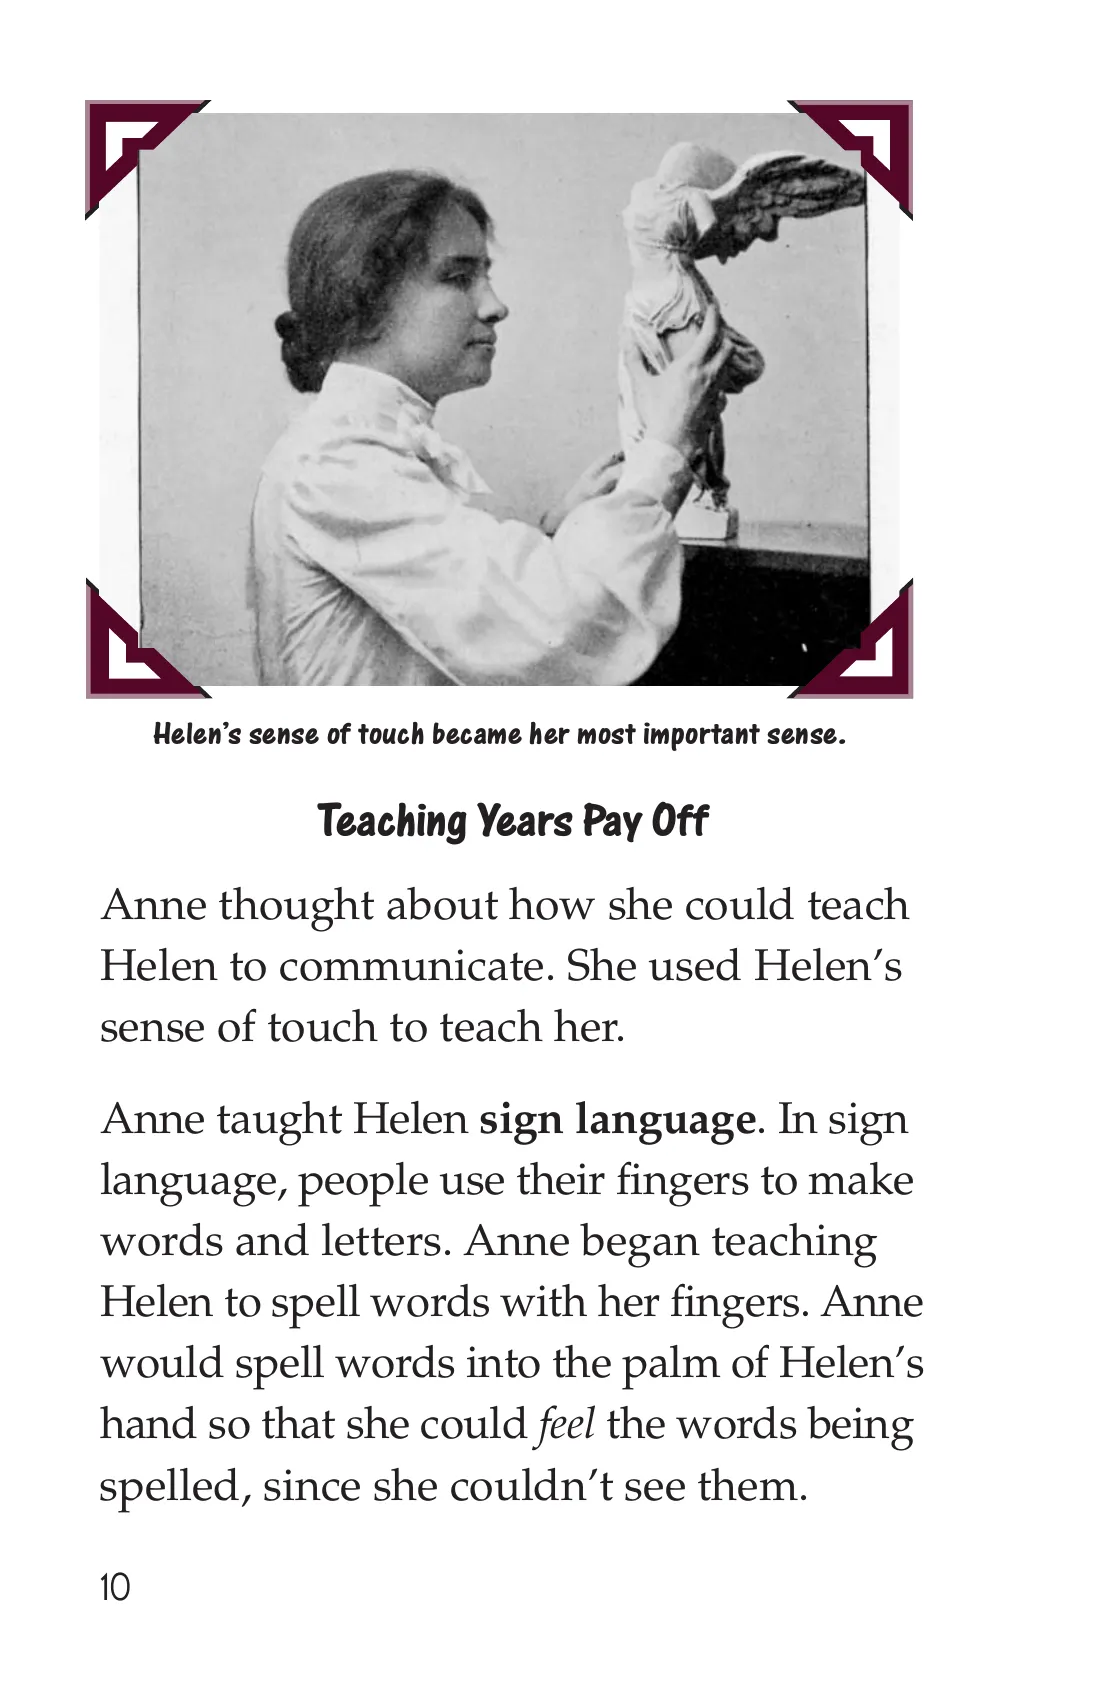 Helen’s sense of touch became her most important sense.
Teaching Years Pay Off
Anne thought about how she could teach
Helen to communicate. She used Helen’s
sense of touch to teach her.
Anne taught Helen sign language. In sign
language, people use their fingers to make
words and letters. Anne began teaching
Helen to spell words with her fingers. Anne
would spell words into the palm of Helen’s
hand so that she could feel the words being
spelled, since she couldn’t see them.
10